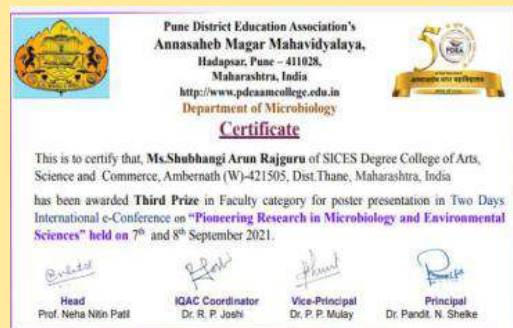 Pune District Education Association's
Annasaheb Magar Mahavidyalaya,
Hadapsar, Pune – 411028,
Maharashtra, India
http://www.pdeaamcollege.edu.in
Department of Microbiology
PDEA
Certificate
This is to certify that, Ms.Shubhangi Arun Rajguru of SICES Degree College of Arts,
Science and Commerce, Ambernath (W)-421505, Dist.Thane, Maharashtra, India
has been awarded Third Prize in Faculty category for poster presentation in Two Days
International e-Conference on "Pioneering Research in Microbiology and Environmental
Sciences" held on 7th and 8th September 2021.
Head
Prof. Neha Nitin Patil
IQAC Coordinator
Dr. R. P. Joshi
Vice-Principal
Dr. P. P. Mulay
Principal
Dr. Pandit. N. Shelke